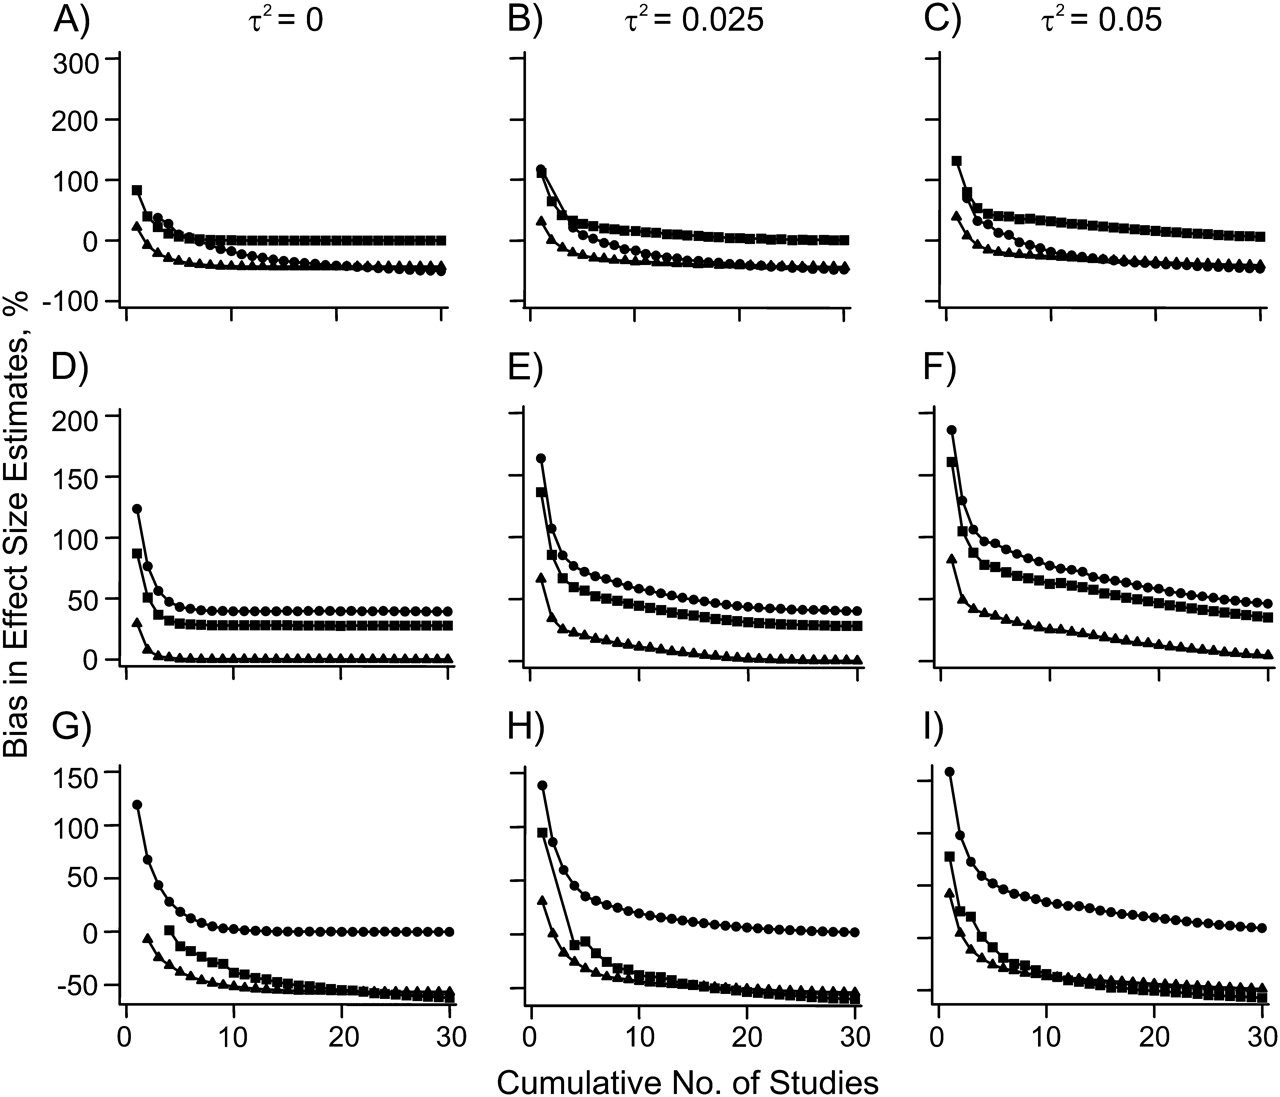 A) τ² = 0
B) τ² = 0.025
C) τ² = 0.05
300
200
100
0
-100
D)
E)
F)
200
150
100
50
0
G)
H)
I)
150
100
50
0
-50
0 10 20 30
0 10 20 30
0 10 20 30
Bias in Effect Size Estimates, %
Cumulative No. of Studies